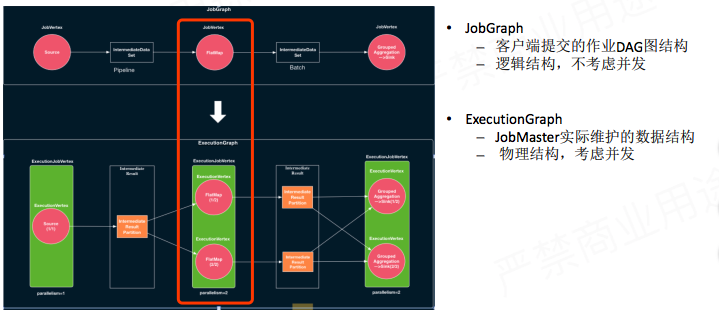 JobGraph
JobVertex
JobVertex
JobVertex
Source
IntermediateData
Set
FlatMap
IntermediateData
Set
Grouped
Aggregation
—>Sink
Pipeline
Batch
ExecutionGraph
ExecutionJobVertex
Intermediate
Result
ExecutionJobVertex
Intermediate
Result
ExecutionJobVertex
ExecutionVertex
Source
(1/1)
Intermediate
Result
Partition
ExecutionVertex
FlatMap
(1/2)
Intermediate
Result
Partition
ExecutionVertex
Grouped
Aggregation
—>Sink(1/2)
ExecutionVertex
FlatMap
(2/2)
Intermediate
Result
Partition
ExecutionVertex
Grouped
Aggregation
—>Sink(2/2)
parallelism=1
parallelism=2
parallelism=2
• JobGraph
– 客户端提交的作业DAG图结构
– 逻辑结构，不考虑并发
• ExecutionGraph
– JobMaster实际维护的数据结构
– 物理结构，考虑并发
严禁商业用途